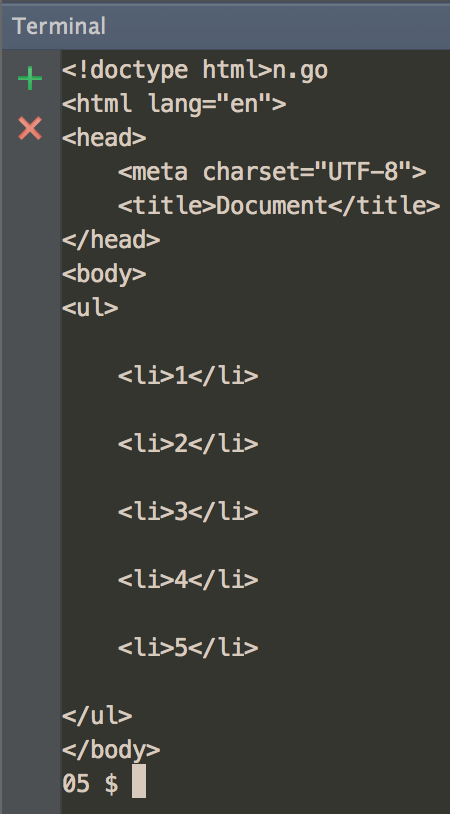 Terminal
<!doctype html>n.go
<html lang="en">
<head>
    <meta charset="UTF-8">
    <title>Document</title>
</head>
<body>
<ul>
    <li>1</li>
    <li>2</li>
    <li>3</li>
    <li>4</li>
    <li>5</li>
</ul>
</body>
05 $